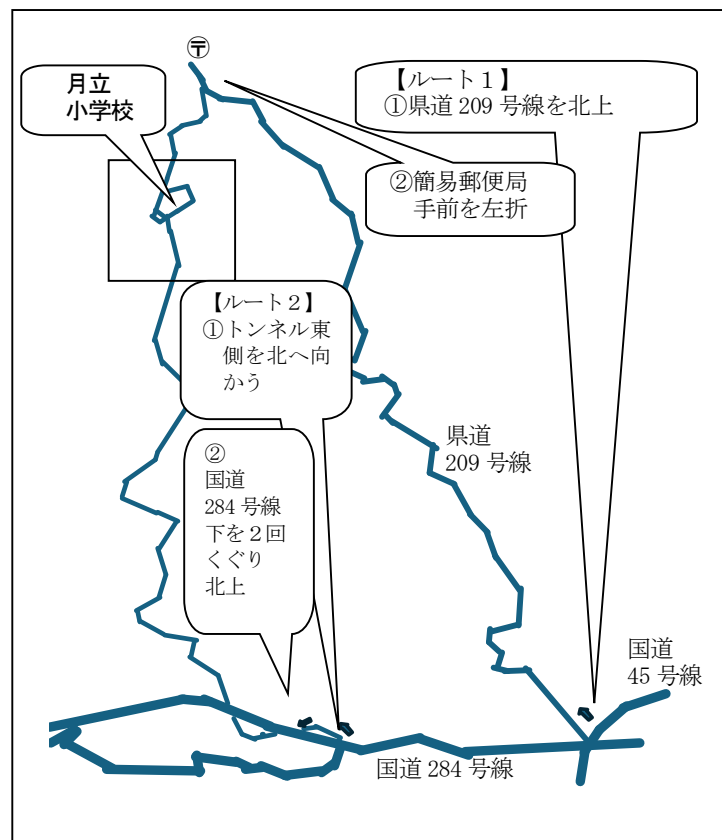 〒
月立
小学校
【ルート１】
①県道 209 号線を北上
②簡易郵便局
手前を左折
【ルート２】
①トンネル東
側を北へ向
かう
県道
209 号線
②
国道
284 号線
下を２回
くぐり
北上
国道
45 号線
国道 284 号線